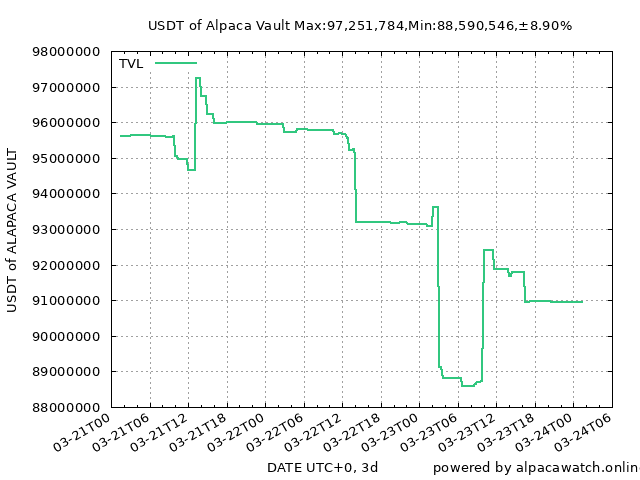 USDT of Alpaca Vault Max:97,251,784,Min:88,590,546,±8.90%
98000000
TVL
97000000
96000000
95000000
94000000
93000000
92000000
91000000
90000000
89000000
88000000
USDT of ALAPACA VAULT
03-21T00
03-21T06
03-21T12
03-21T18
03-22T00
03-22T06
03-22T12
03-22T18
03-23T00
03-23T06
03-23T12
03-23T18
03-24T00
03-24T06
DATE UTC+0, 3d
powered by alpacawatch.online